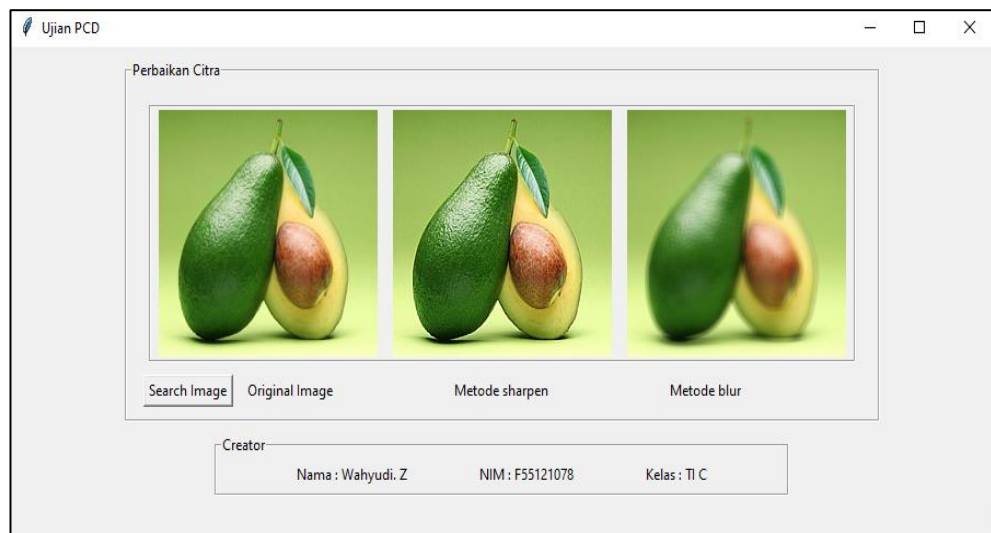 Ujian PCD
Perbaikan Citra
Search Image Original Image Metode sharpen Metode blur
Creator
Nama : Wahyudi. Z NIM : F55121078 Kelas : TI C